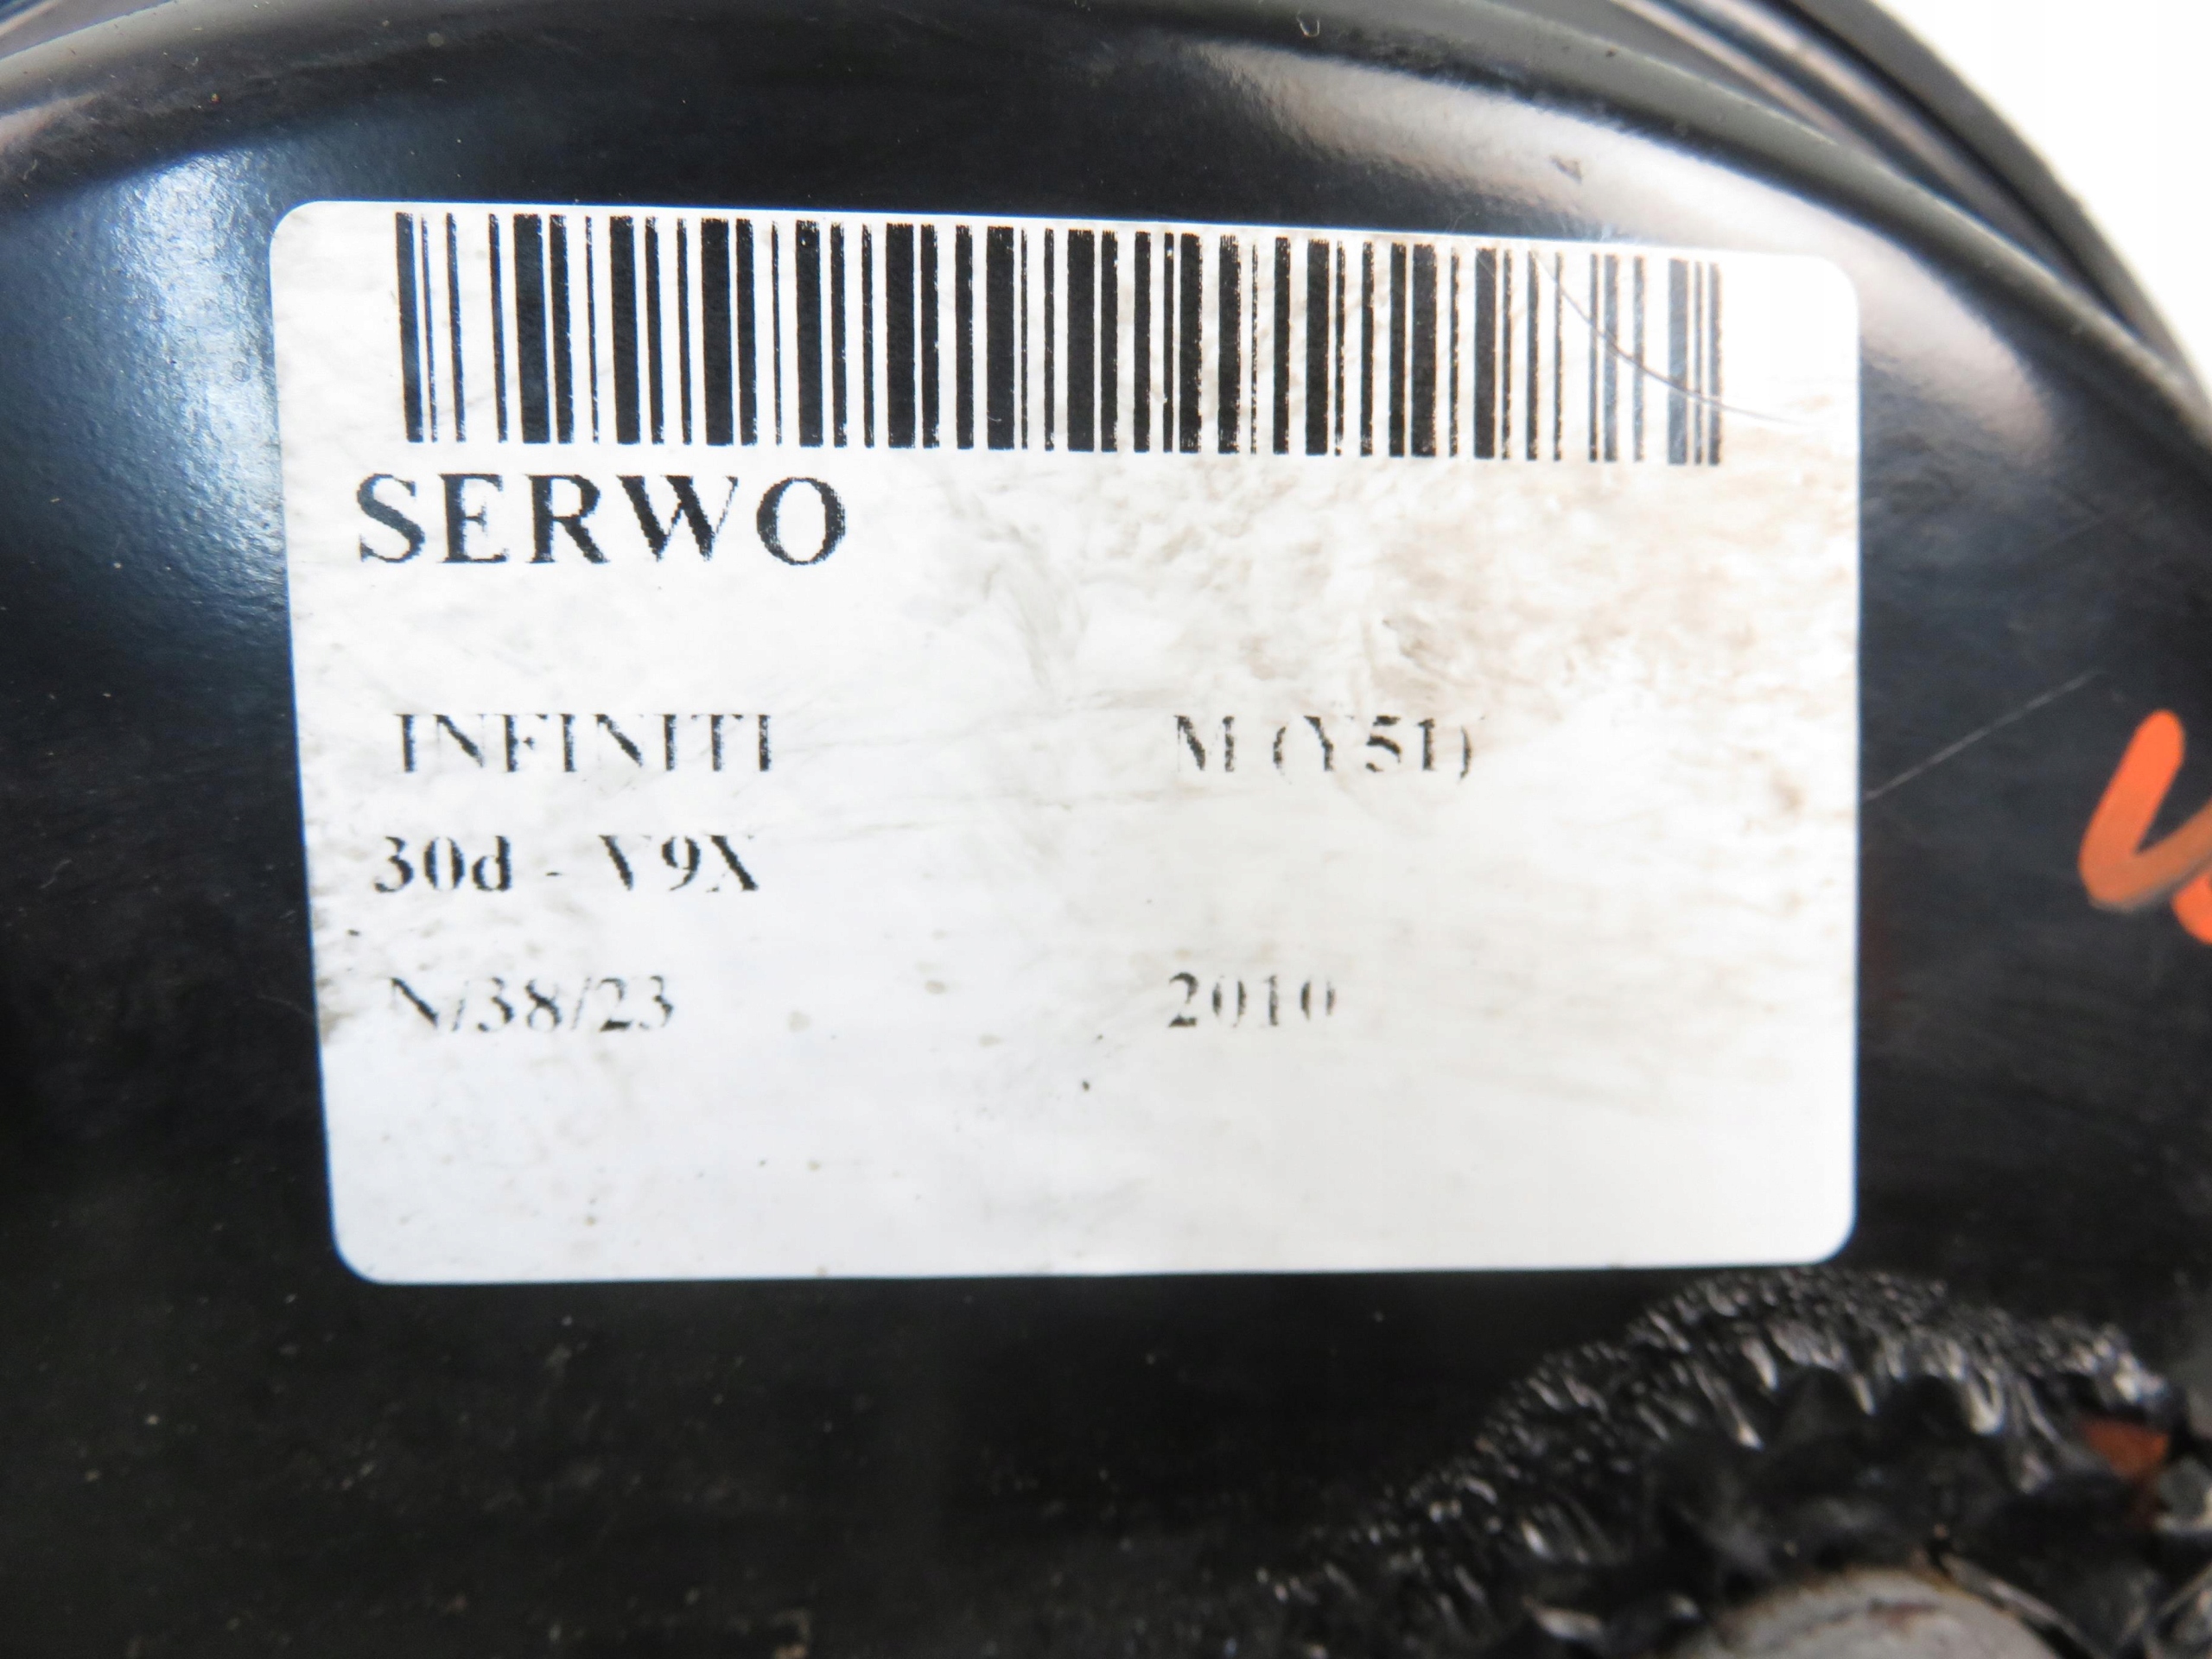 SERWO
INFINITI M (Y51)
30d - V9X
N/38/23 2010